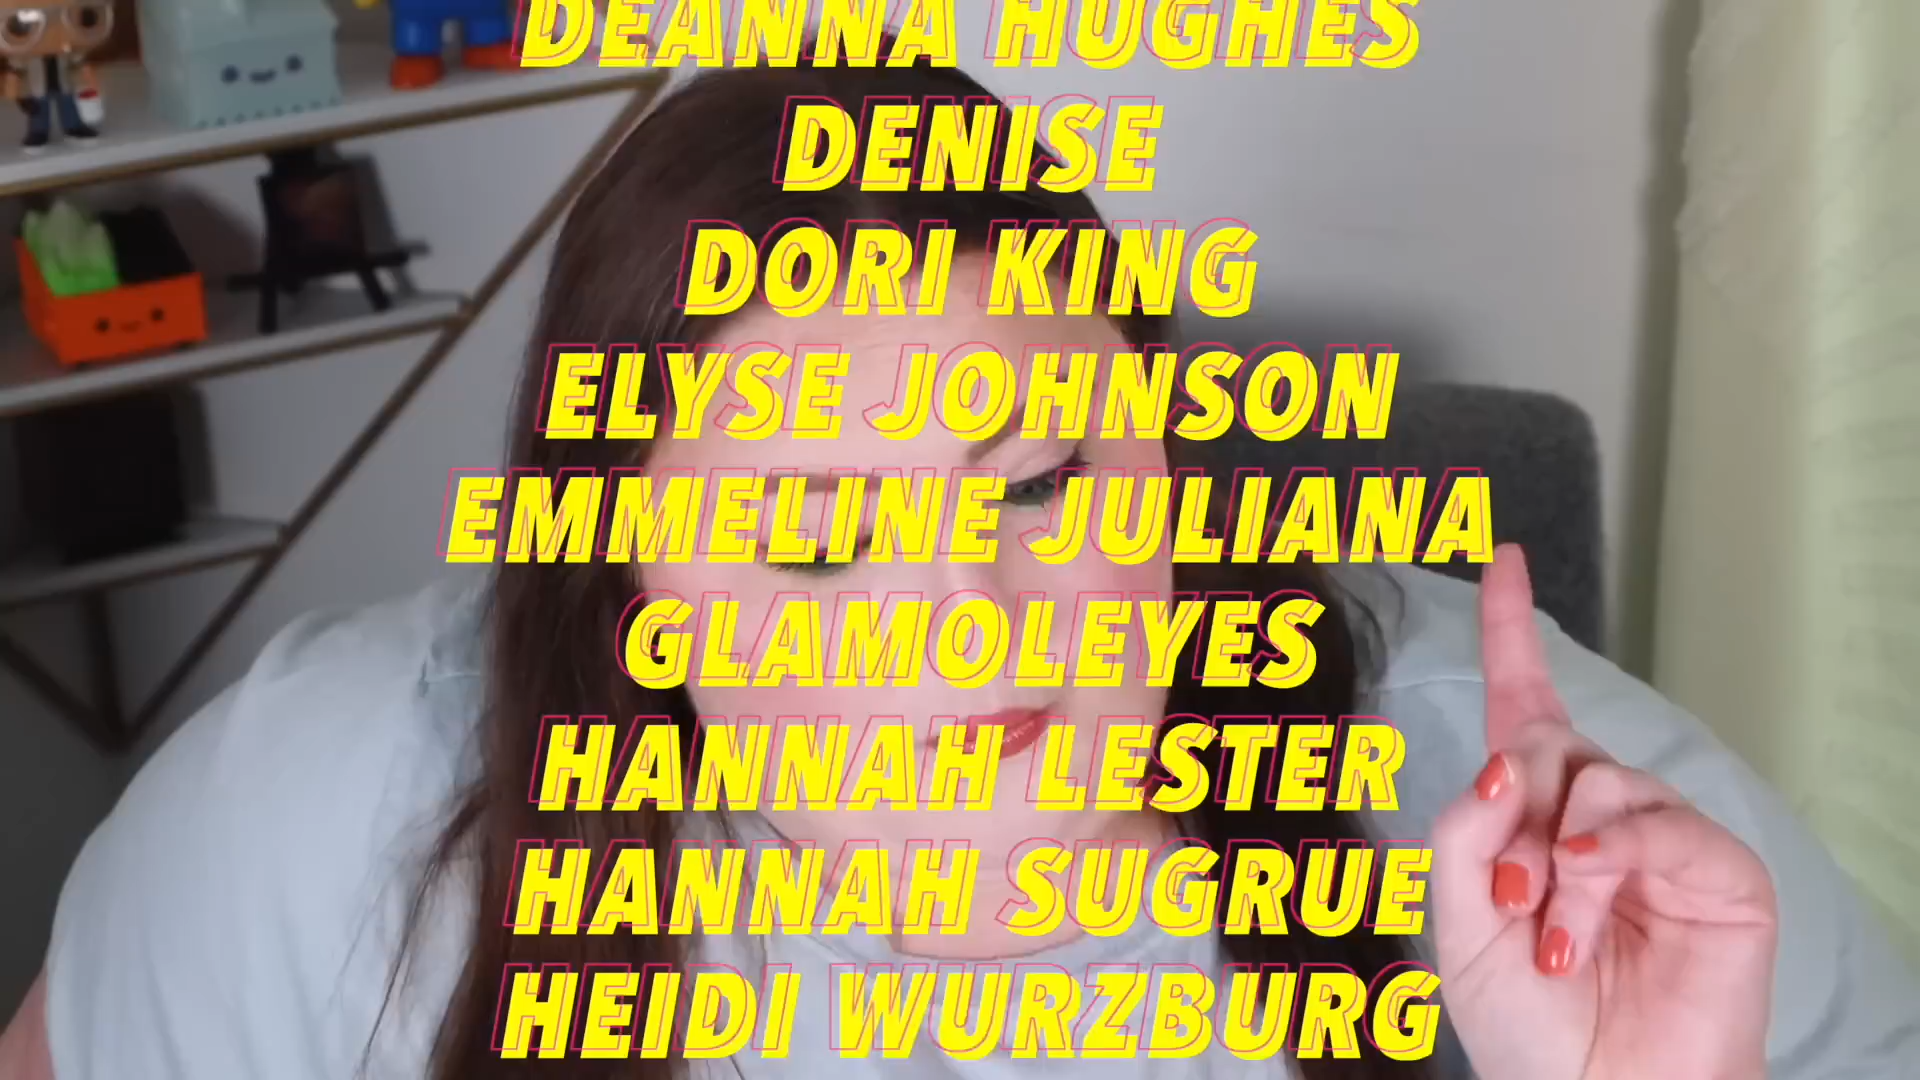 DEANNA HUGHES
DENISE
DORI KING
ELYSE JOHNSON
EMMELINE JULIANA
GLAMOLEYES
HANNAH LESTER
HANNAH SUGRUE
HEIDI WURZBURG